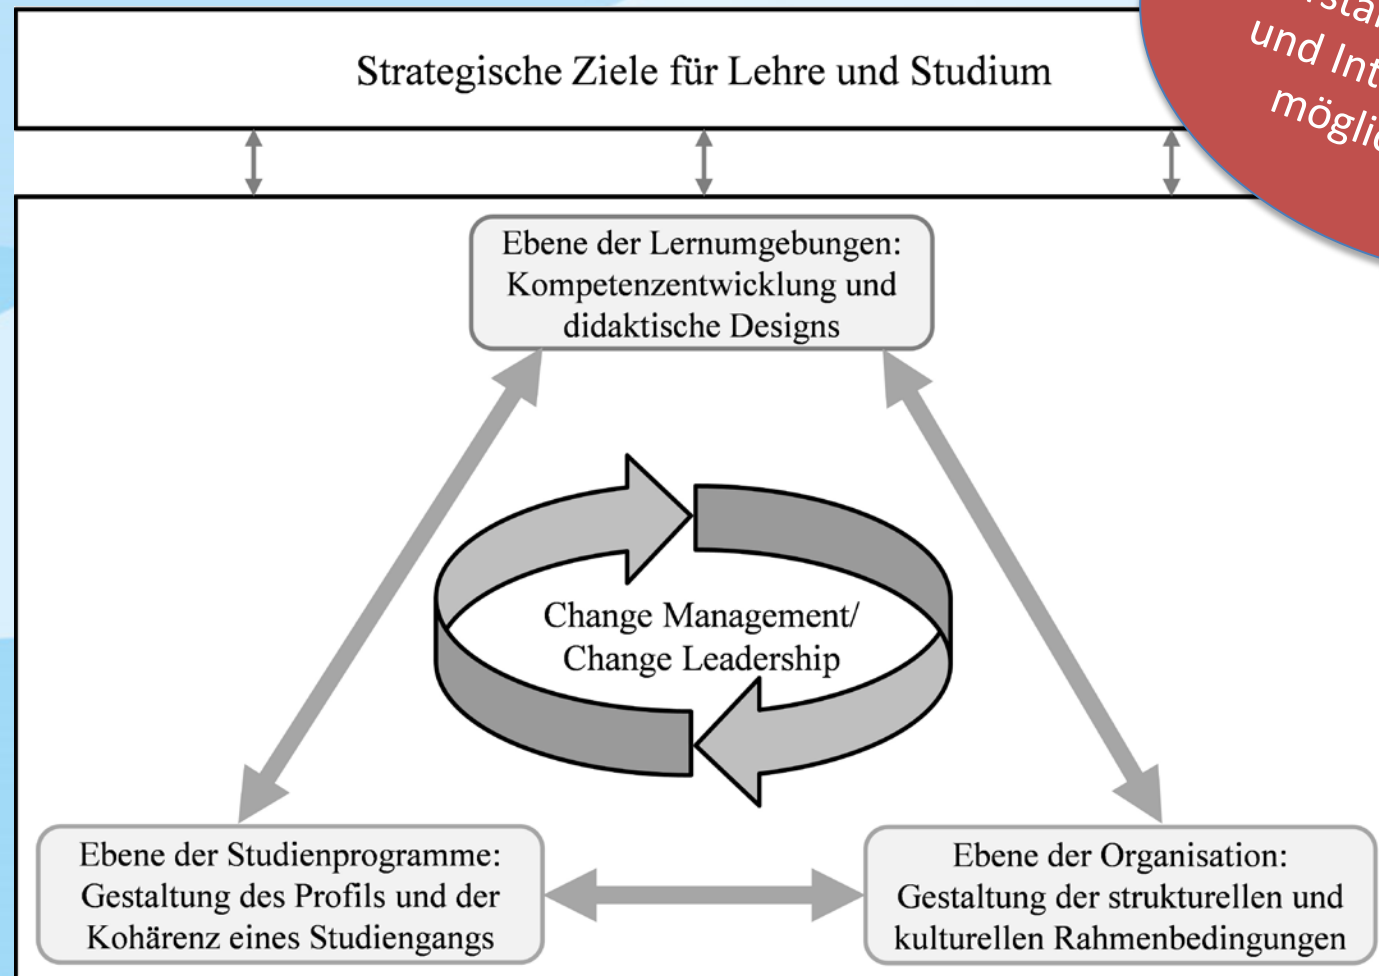 Strategische Ziele für Lehre und Studium
und
Ebene der Lernumgebungen:
Kompetenzentwicklung und
didaktische Designs
Change Management/
Change Leadership
Ebene der Studienprogramme:
Gestaltung des Profils und der
Kohärenz eines Studiengangs
Ebene der Organisation:
Gestaltung der strukturellen und
kulturellen Rahmenbedingungen